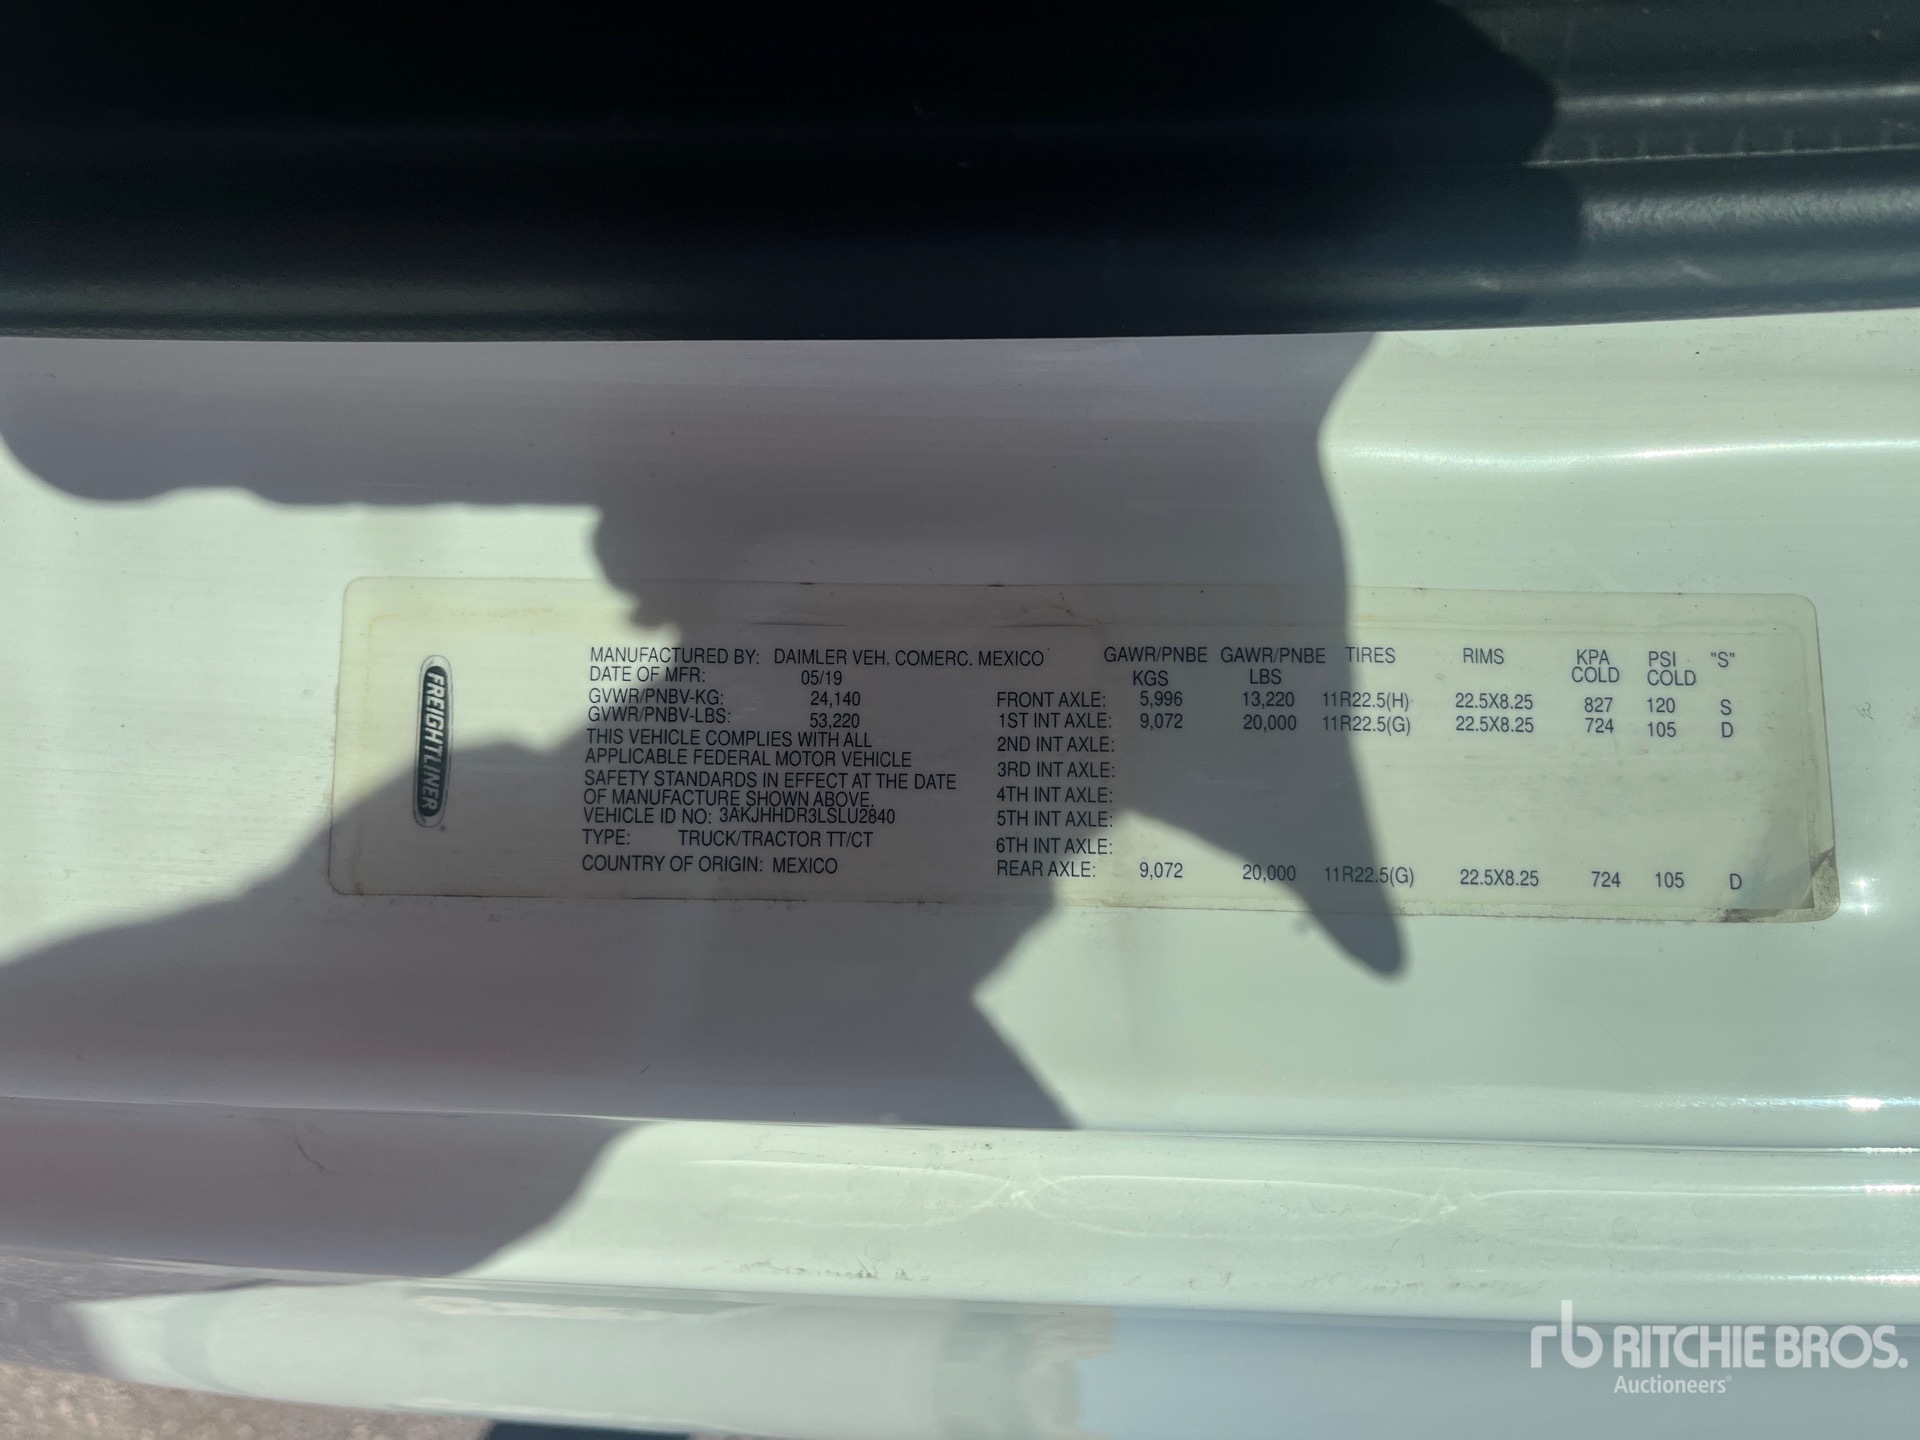 FREIGHTLINER
MANUFACTURED BY: DAIMLER VEH. COMERC. MEXICO
DATE OF MFR: 05/19
GVWR/PNBV-KG: 24,140
GVWR/PNBV-LBS: 53,220
THIS VEHICLE COMPLIES WITH ALL
APPLICABLE FEDERAL MOTOR VEHICLE
SAFETY STANDARDS IN EFFECT AT THE DATE
OF MANUFACTURE SHOWN ABOVE.
VEHICLE ID NO: 3AKJHHDR3LSLU2840
TYPE: TRUCK/TRACTOR TT/CT
COUNTRY OF ORIGIN: MEXICO
GAWR/PNBE GAWR/PNBE TIRES RIMS KPA PSI "S"
KGS LBS COLD COLD
FRONT AXLE: 5,996 13,220 11R22.5(H) 22.5X8.25 827 120 S
1ST INT AXLE: 9,072 20,000 11R22.5(G) 22.5X8.25 724 105 D
2ND INT AXLE:
3RD INT AXLE:
4TH INT AXLE:
5TH INT AXLE:
6TH INT AXLE:
REAR AXLE: 9,072 20,000 11R22.5(G) 22.5X8.25 724 105 D
rb RITCHIE BROS.
Auctioneers